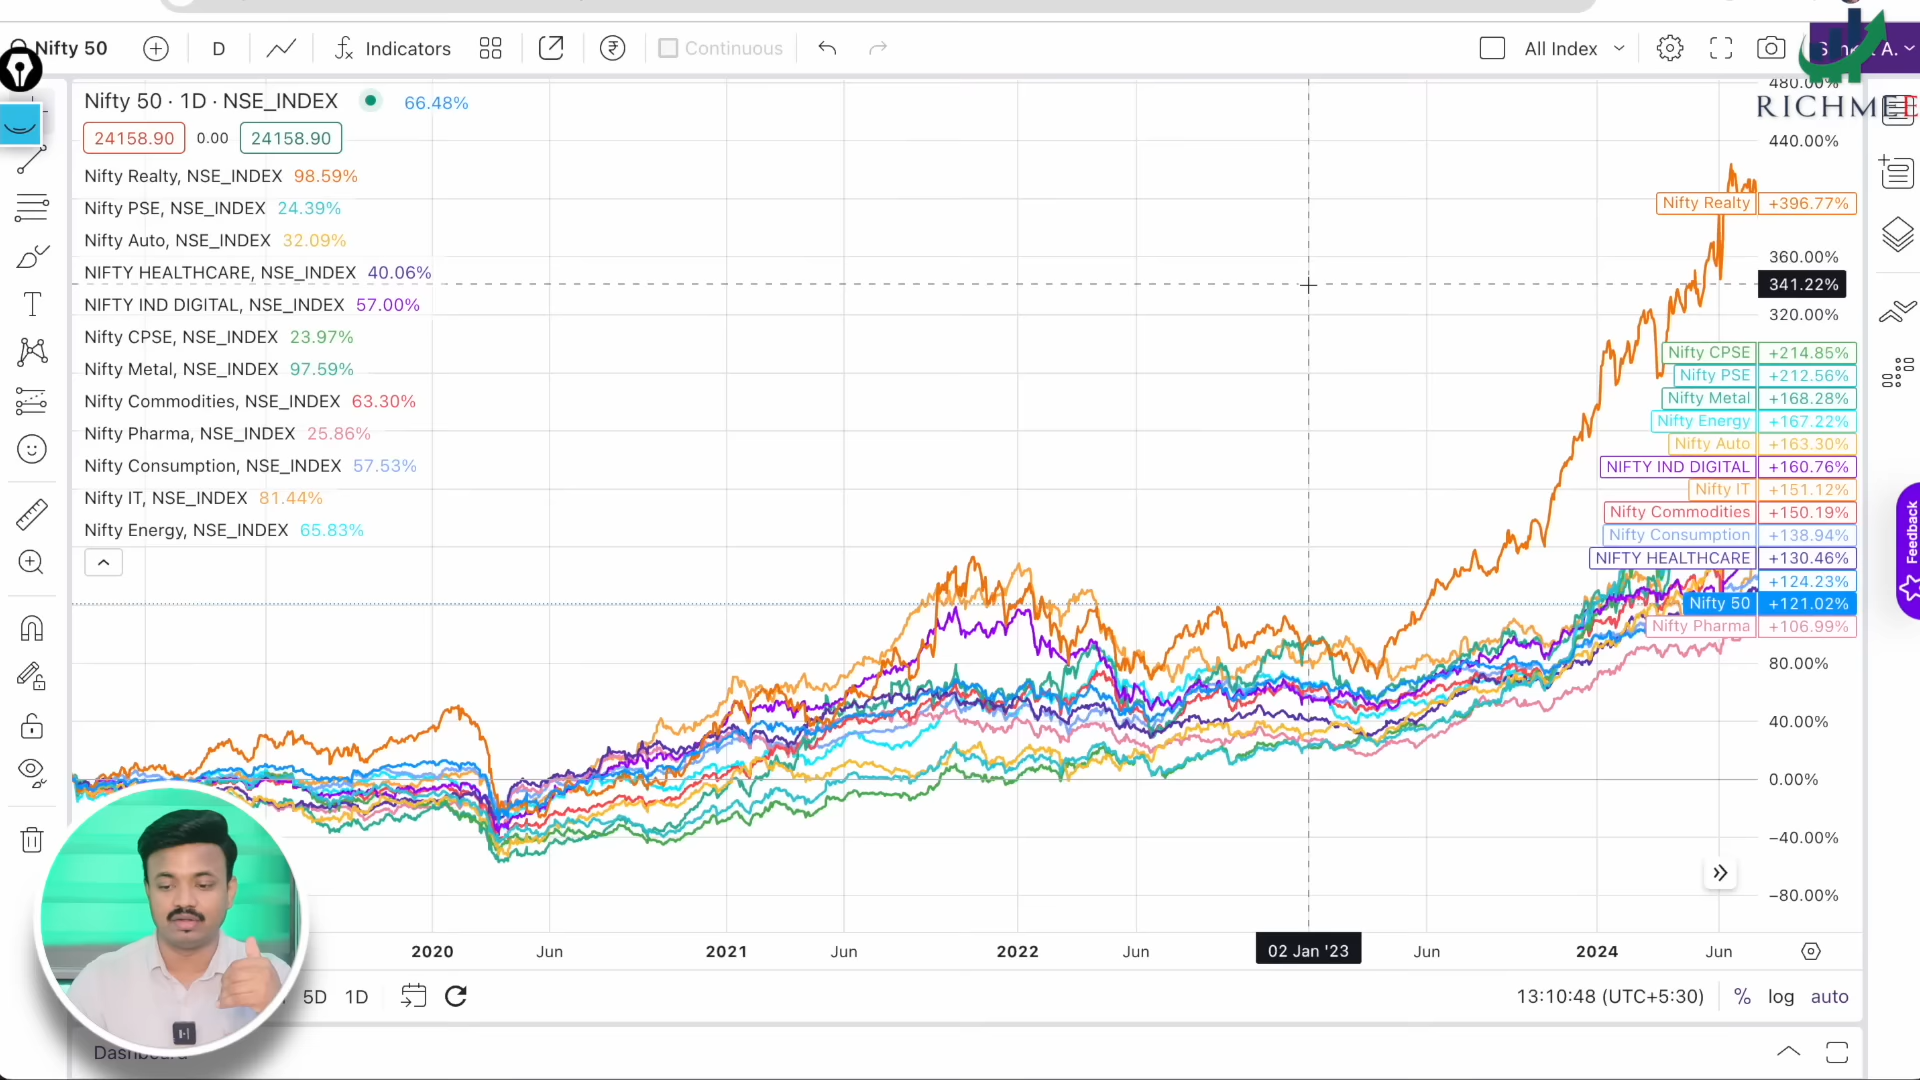 Nifty 50
D
Indicators
Continuous
All Index
RICHMEE
Nifty 50 · 1D · NSE_INDEX 66.48%
24158.90 0.00 24158.90
Nifty Realty, NSE_INDEX 98.59%
Nifty PSE, NSE_INDEX 24.39%
Nifty Auto, NSE_INDEX 32.09%
NIFTY HEALTHCARE, NSE_INDEX 40.06%
NIFTY IND DIGITAL, NSE_INDEX 57.00%
Nifty CPSE, NSE_INDEX 23.97%
Nifty Metal, NSE_INDEX 97.59%
Nifty Commodities, NSE_INDEX 63.30%
Nifty Pharma, NSE_INDEX 25.86%
Nifty Consumption, NSE_INDEX 57.53%
Nifty IT, NSE_INDEX 81.44%
Nifty Energy, NSE_INDEX 65.83%
480.00%
440.00%
Nifty Realty +396.77%
360.00%
341.22%
320.00%
Nifty CPSE +214.85%
Nifty PSE +212.56%
Nifty Metal +168.28%
Nifty Energy +167.22%
Nifty Auto +163.30%
NIFTY IND DIGITAL +160.76%
Nifty IT +151.12%
Nifty Commodities +150.19%
Nifty Consumption +138.94%
NIFTY HEALTHCARE +130.46%
+124.23%
Nifty 50 +121.02%
Nifty Pharma +106.99%
80.00%
40.00%
0.00%
−40.00%
−80.00%
Feedback
2020 Jun 2021 Jun 2022 Jun 02 Jan '23 Jun 2024 Jun
5D 1D
13:10:48 (UTC+5:30) % log auto